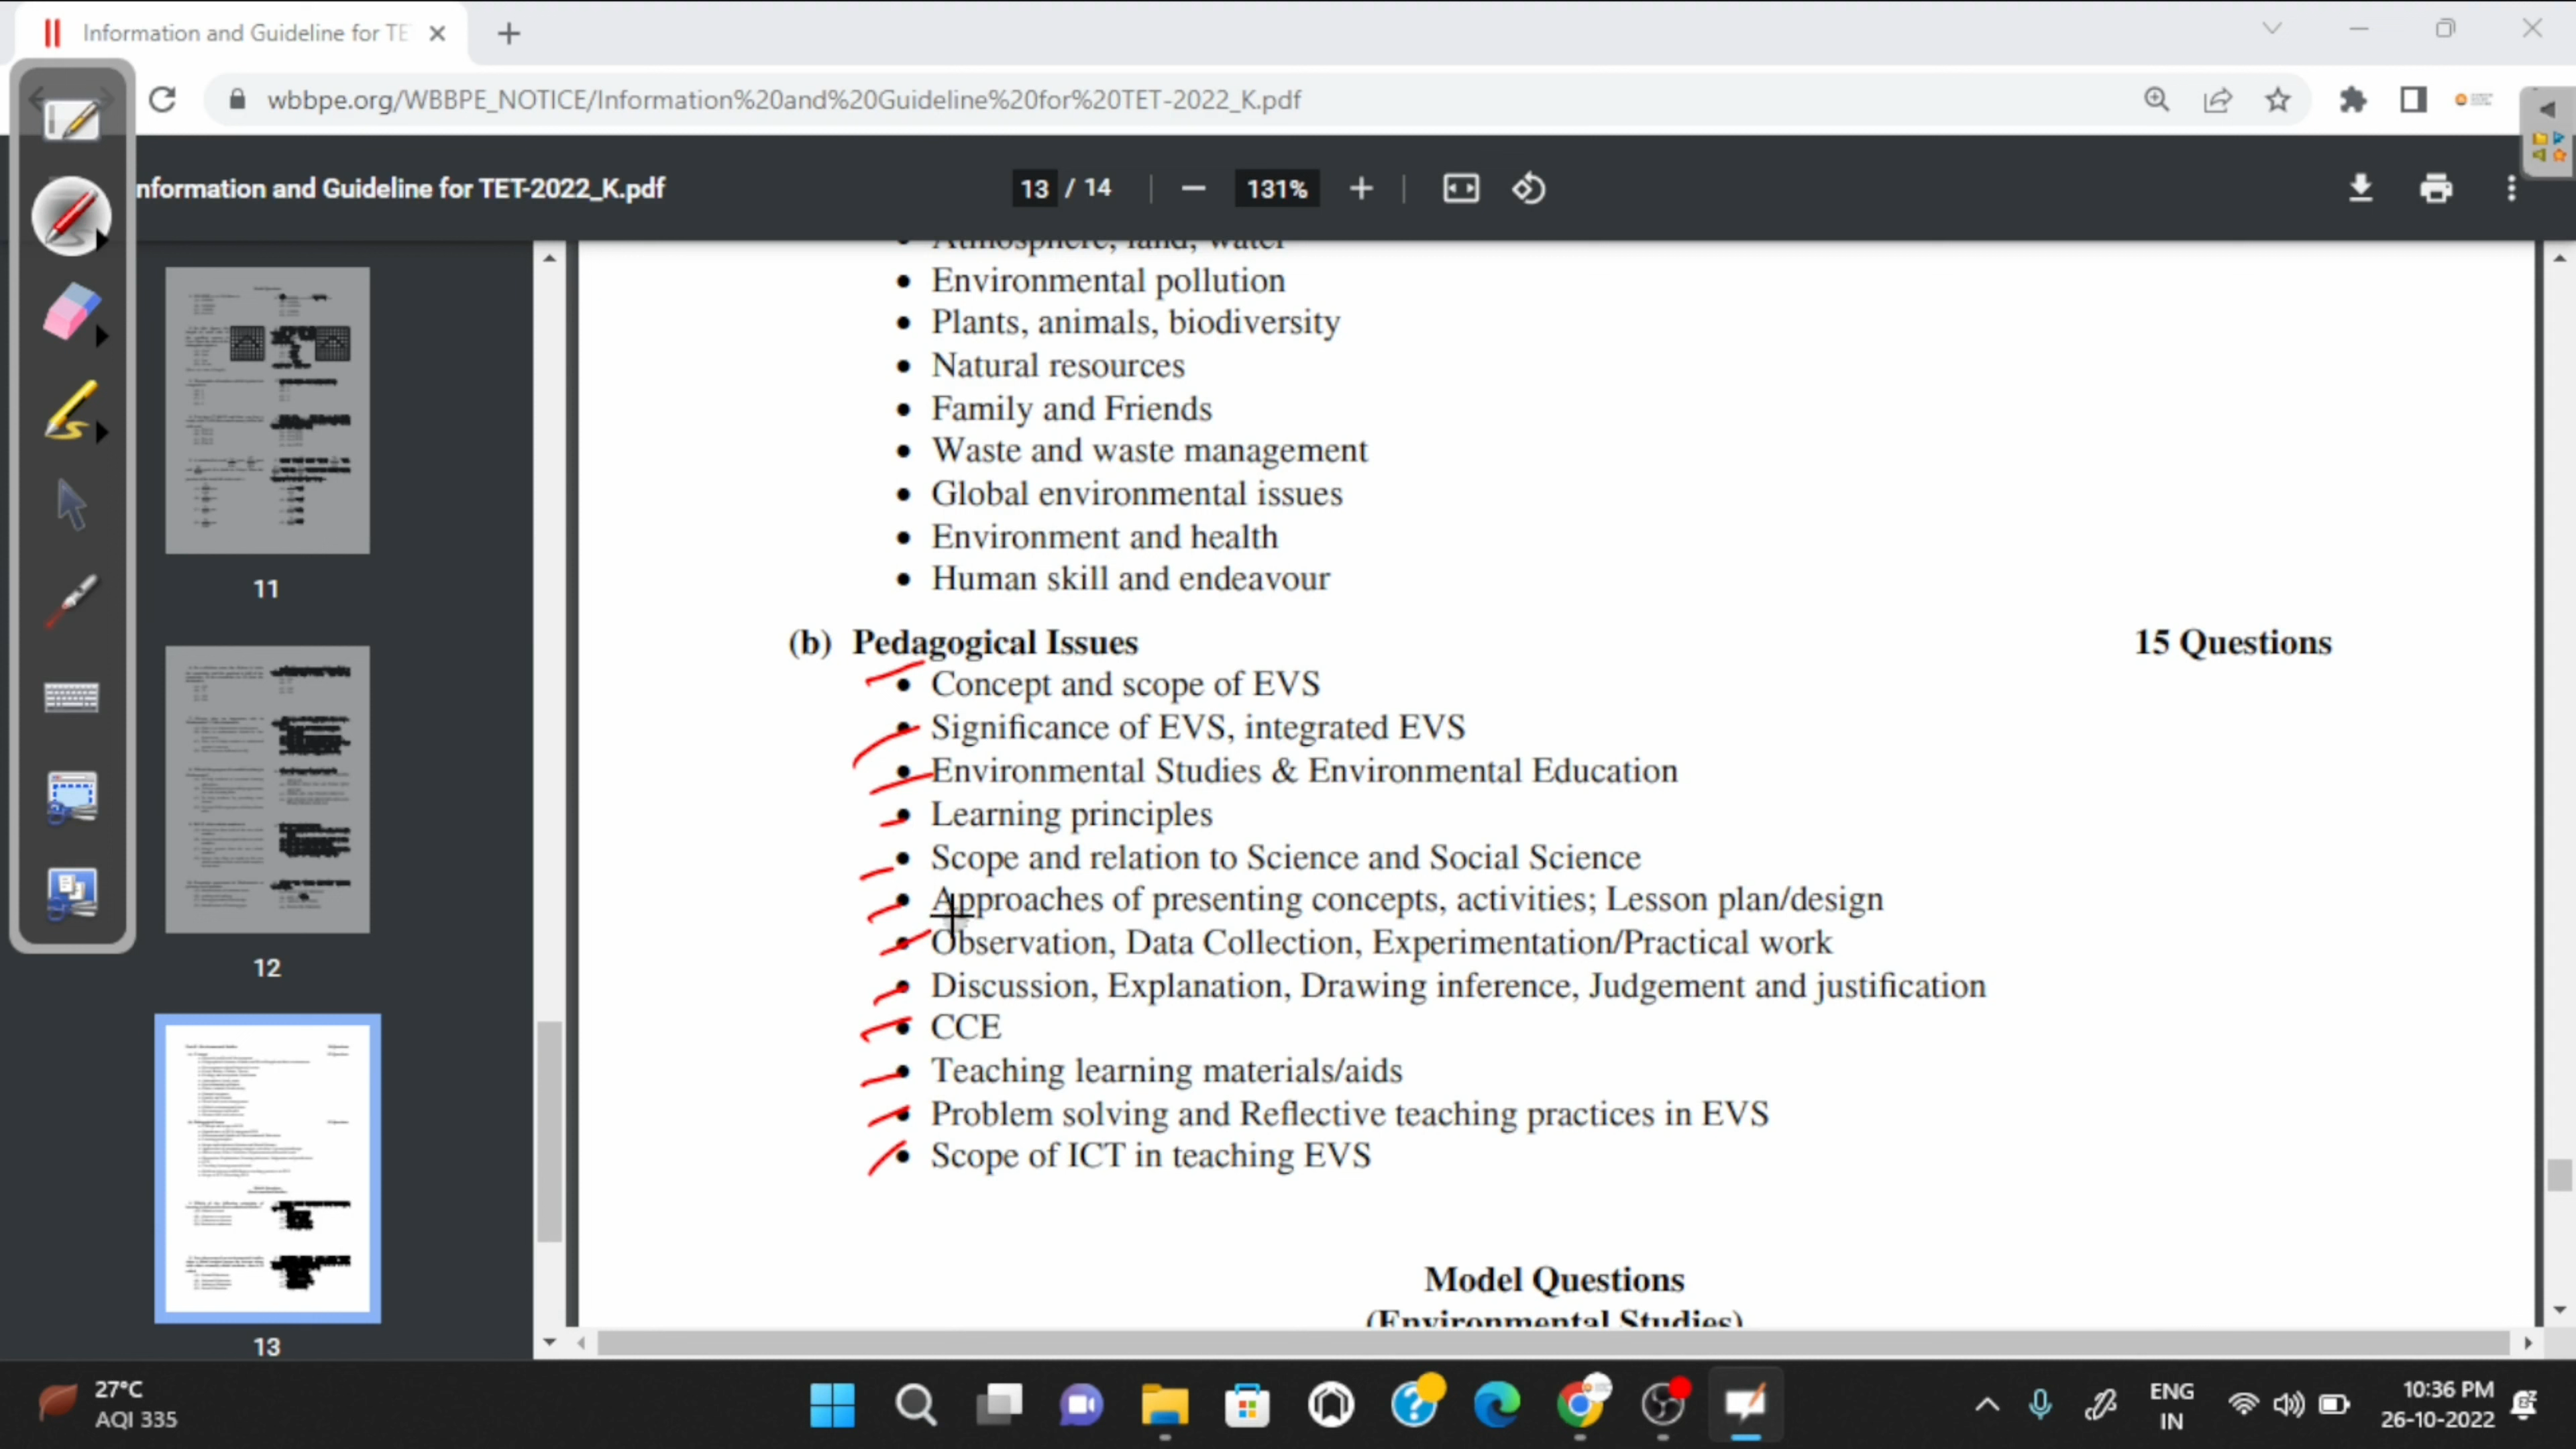 Information and Guideline for TE
wbbpe.org/WBBPE_NOTICE/Information%20and%20Guideline%20for%20TET-2022_K.pdf
nformation and Guideline for TET-2022_K.pdf
13 / 14
131%
Atmosphere, land, water
• Environmental pollution
• Plants, animals, biodiversity
• Natural resources
• Family and Friends
• Waste and waste management
• Global environmental issues
• Environment and health
• Human skill and endeavour
(b) Pedagogical Issues 15 Questions
• Concept and scope of EVS
• Significance of EVS, integrated EVS
• Environmental Studies & Environmental Education
• Learning principles
• Scope and relation to Science and Social Science
• Approaches of presenting concepts, activities; Lesson plan/design
• Observation, Data Collection, Experimentation/Practical work
• Discussion, Explanation, Drawing inference, Judgement and justification
• CCE
• Teaching learning materials/aids
• Problem solving and Reflective teaching practices in EVS
• Scope of ICT in teaching EVS
Model Questions
(Environmental Studies)
11
12
13
27°C
AQI 335
ENG
IN
10:36 PM
26-10-2022